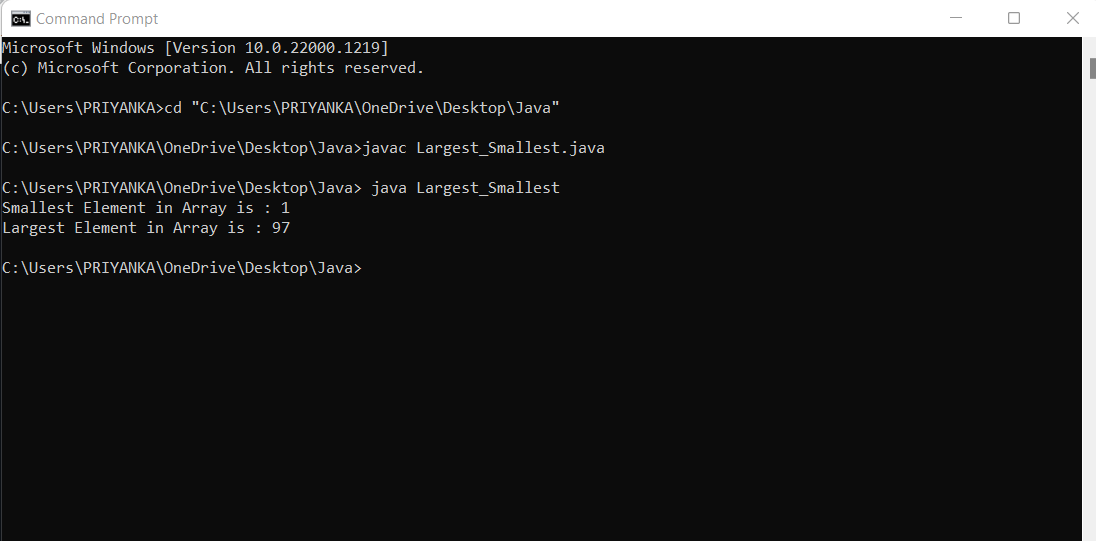 Command Prompt
Microsoft Windows [Version 10.0.22000.1219]
(c) Microsoft Corporation. All rights reserved.
C:\Users\PRIYANKA>cd "C:\Users\PRIYANKA\OneDrive\Desktop\Java"
C:\Users\PRIYANKA\OneDrive\Desktop\Java>javac Largest_Smallest.java
C:\Users\PRIYANKA\OneDrive\Desktop\Java> java Largest_Smallest
Smallest Element in Array is : 1
Largest Element in Array is : 97
C:\Users\PRIYANKA\OneDrive\Desktop\Java>